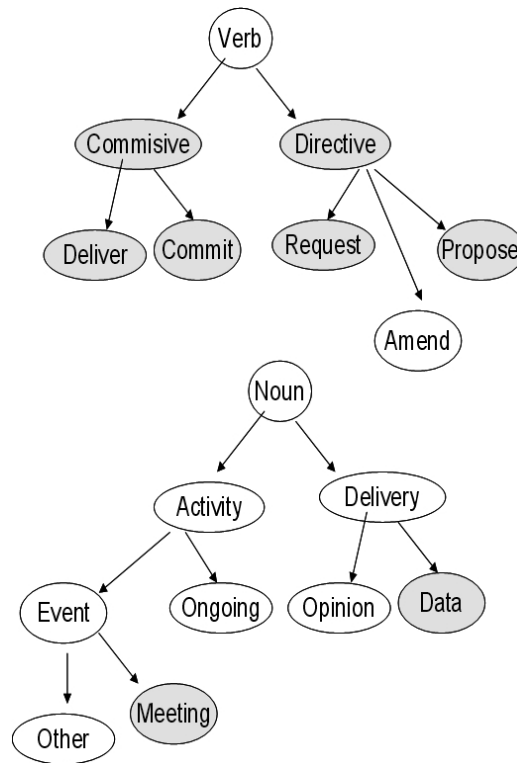 Verb
Commisive
Directive
Deliver
Commit
Request
Propose
Amend
Noun
Activity
Delivery
Event
Ongoing
Opinion
Data
Other
Meeting